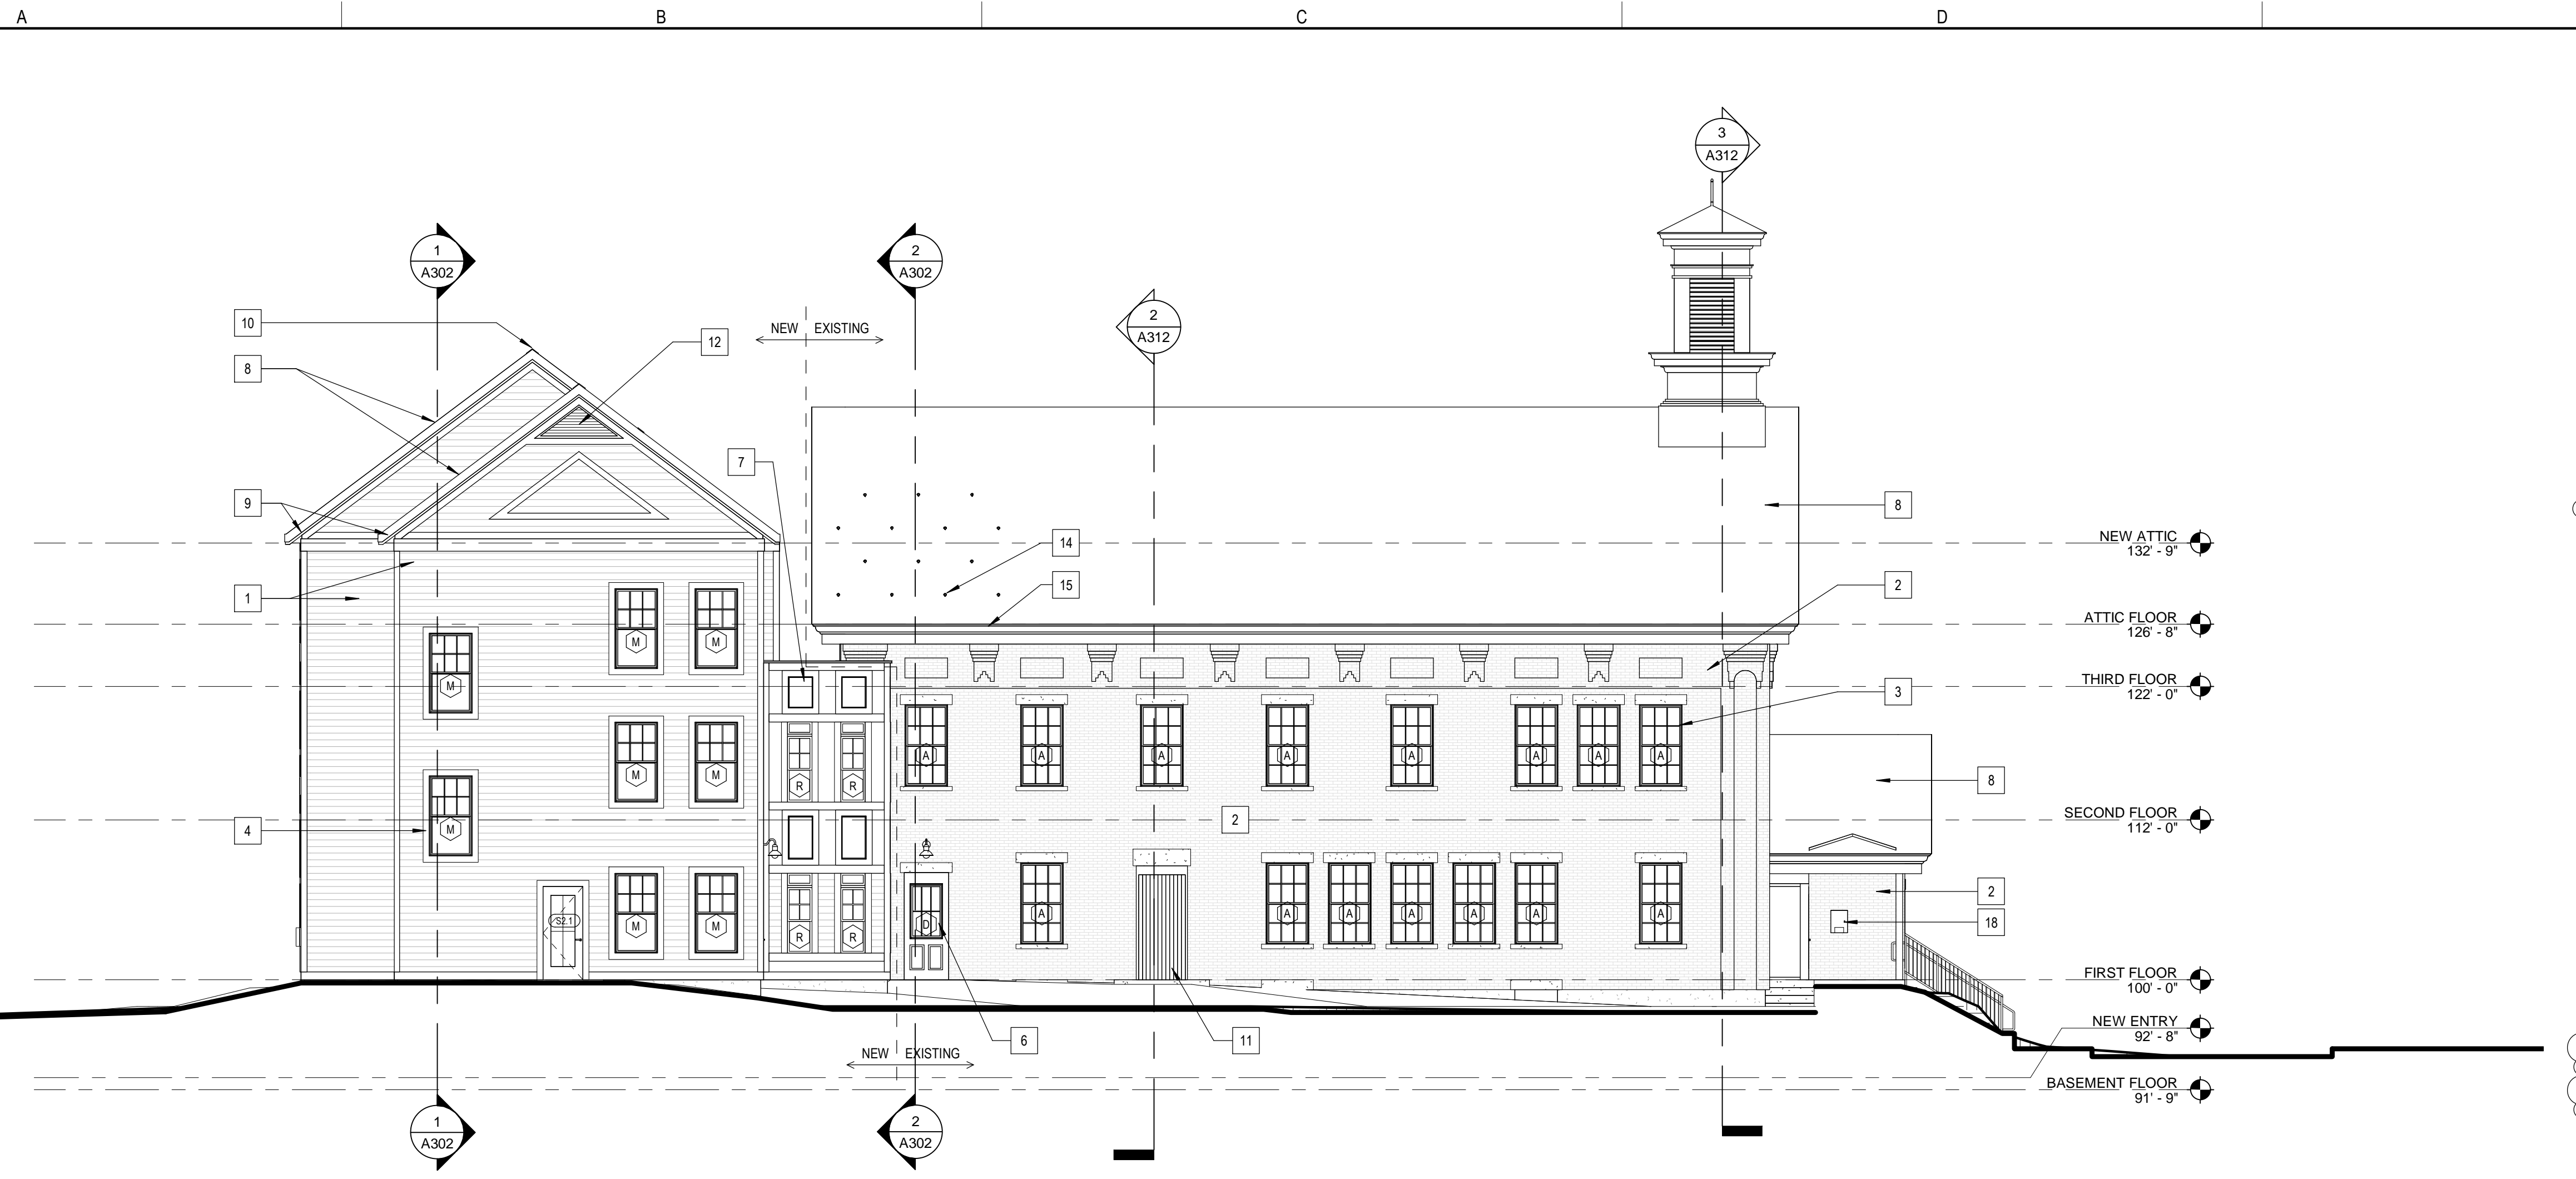 A
B
C
D
3
A312
1
A302
2
A302
2
A312
10
NEW EXISTING
12
8
7
9
8
14
NEW ATTIC
132' - 9"
15
2
1
ATTIC FLOOR
126' - 8"
M
M
M
THIRD FLOOR
122' - 0"
3
A
A
A
A
A
A
A
A
M
M
R
R
8
4
M
2
SECOND FLOOR
112' - 0"
2
S2.1
M
M
R
R
D
A
A
A
A
A
A
A
18
FIRST FLOOR
100' - 0"
NEW ENTRY
92' - 8"
6
11
NEW EXISTING
BASEMENT FLOOR
91' - 9"
1
A302
2
A302